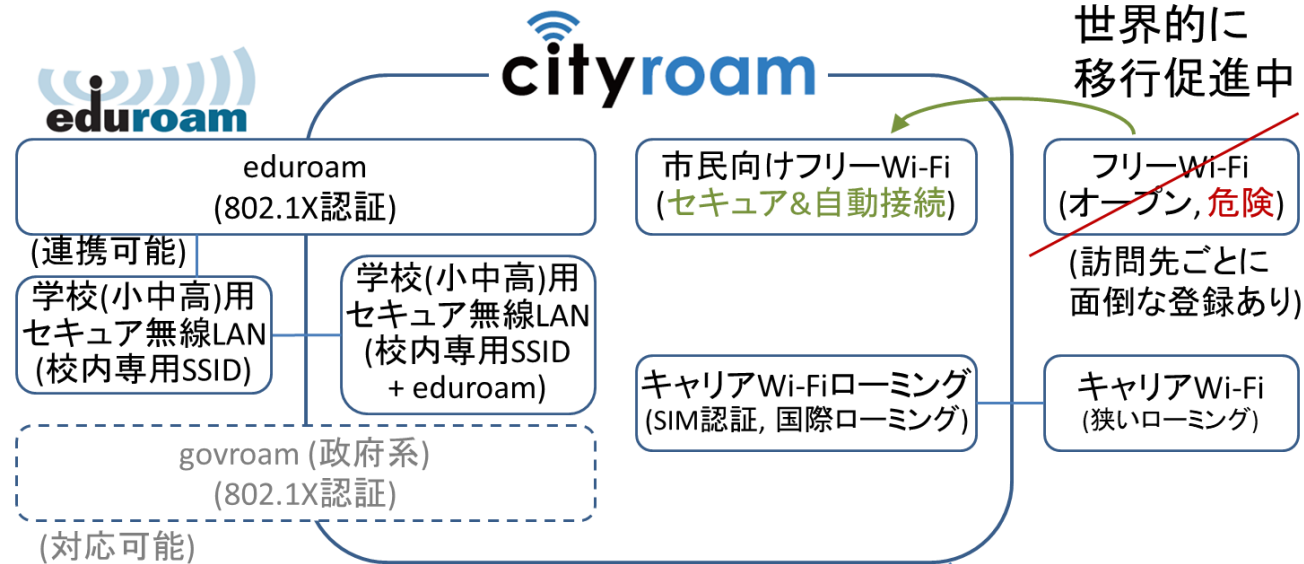 cityroam
世界的に
移行促進中
eduroam
eduroam
(802.1X認証)
市民向けフリーWi-Fi
(セキュア&自動接続)
フリーWi-Fi
(オープン, 危険)
(連携可能)
(訪問先ごとに
面倒な登録あり)
学校(小中高)用
セキュア無線LAN
(校内専用SSID)
学校(小中高)用
セキュア無線LAN
(校内専用SSID
+ eduroam)
キャリアWi-Fiローミング
(SIM認証, 国際ローミング)
キャリアWi-Fi
(狭いローミング)
govroam (政府系)
(802.1X認証)
(対応可能)